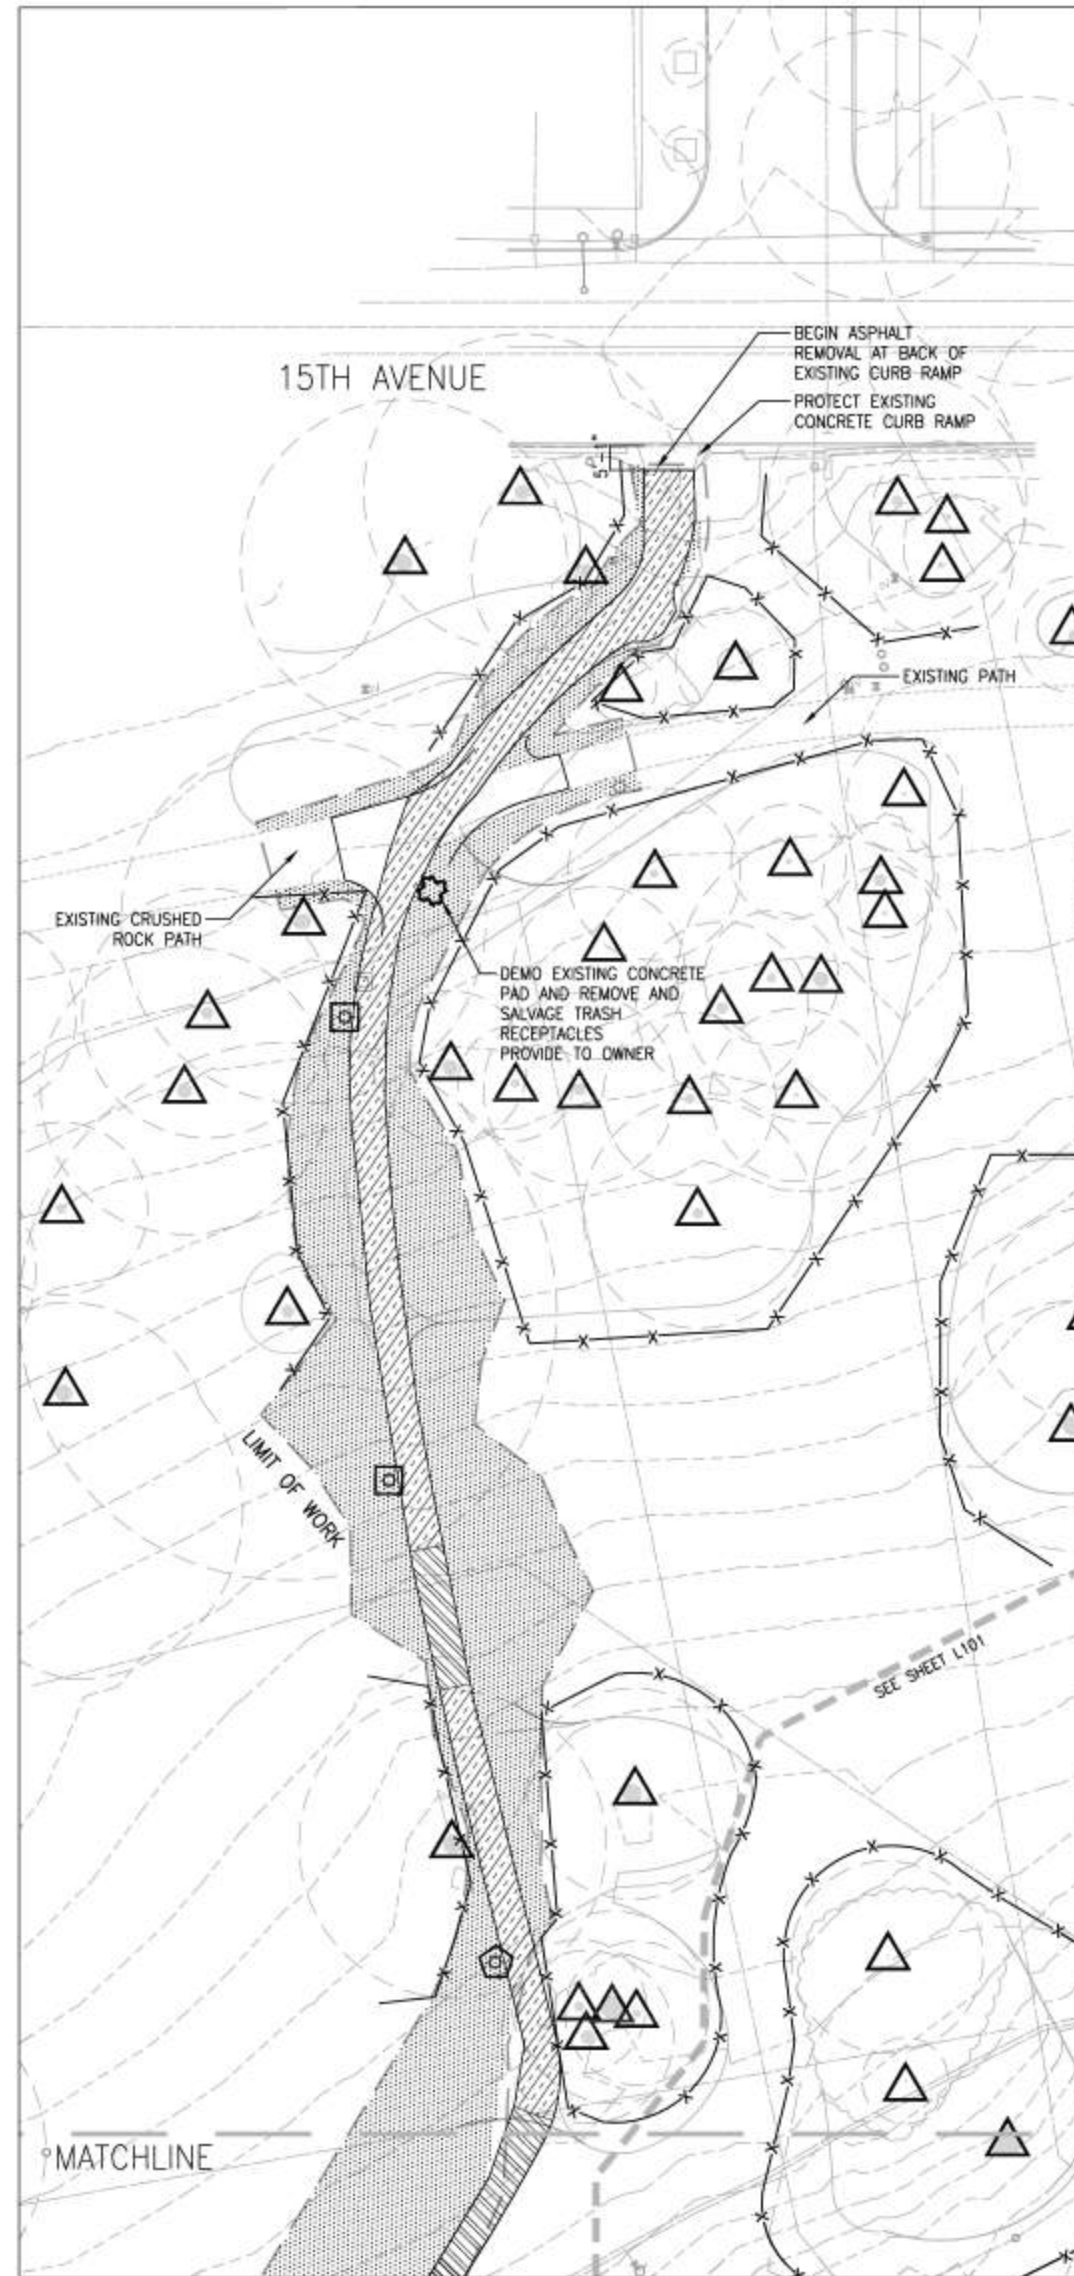 BEGIN ASPHALT
REMOVAL AT BACK OF
EXISTING CURB RAMP
15TH AVENUE
PROTECT EXISTING
CONCRETE CURB RAMP
5'-1"
EXISTING PATH
EXISTING CRUSHED
ROCK PATH
DEMO EXISTING CONCRETE
PAD AND REMOVE AND
SALVAGE TRASH
RECEPTACLES
PROVIDE TO OWNER
LIMIT OF WORK
SEE SHEET L101
MATCHLINE